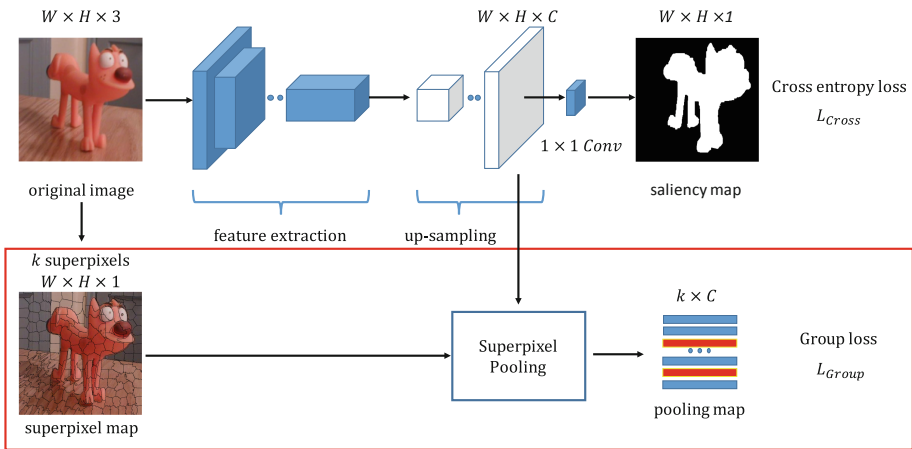 W × H × 3
W × H × C
W × H ×1
Cross entropy loss
L_Cross
1 × 1 Conv
original image
saliency map
feature extraction
up-sampling
k superpixels
W × H × 1
k × C
Superpixel
Pooling
Group loss
L_Group
pooling map
superpixel map